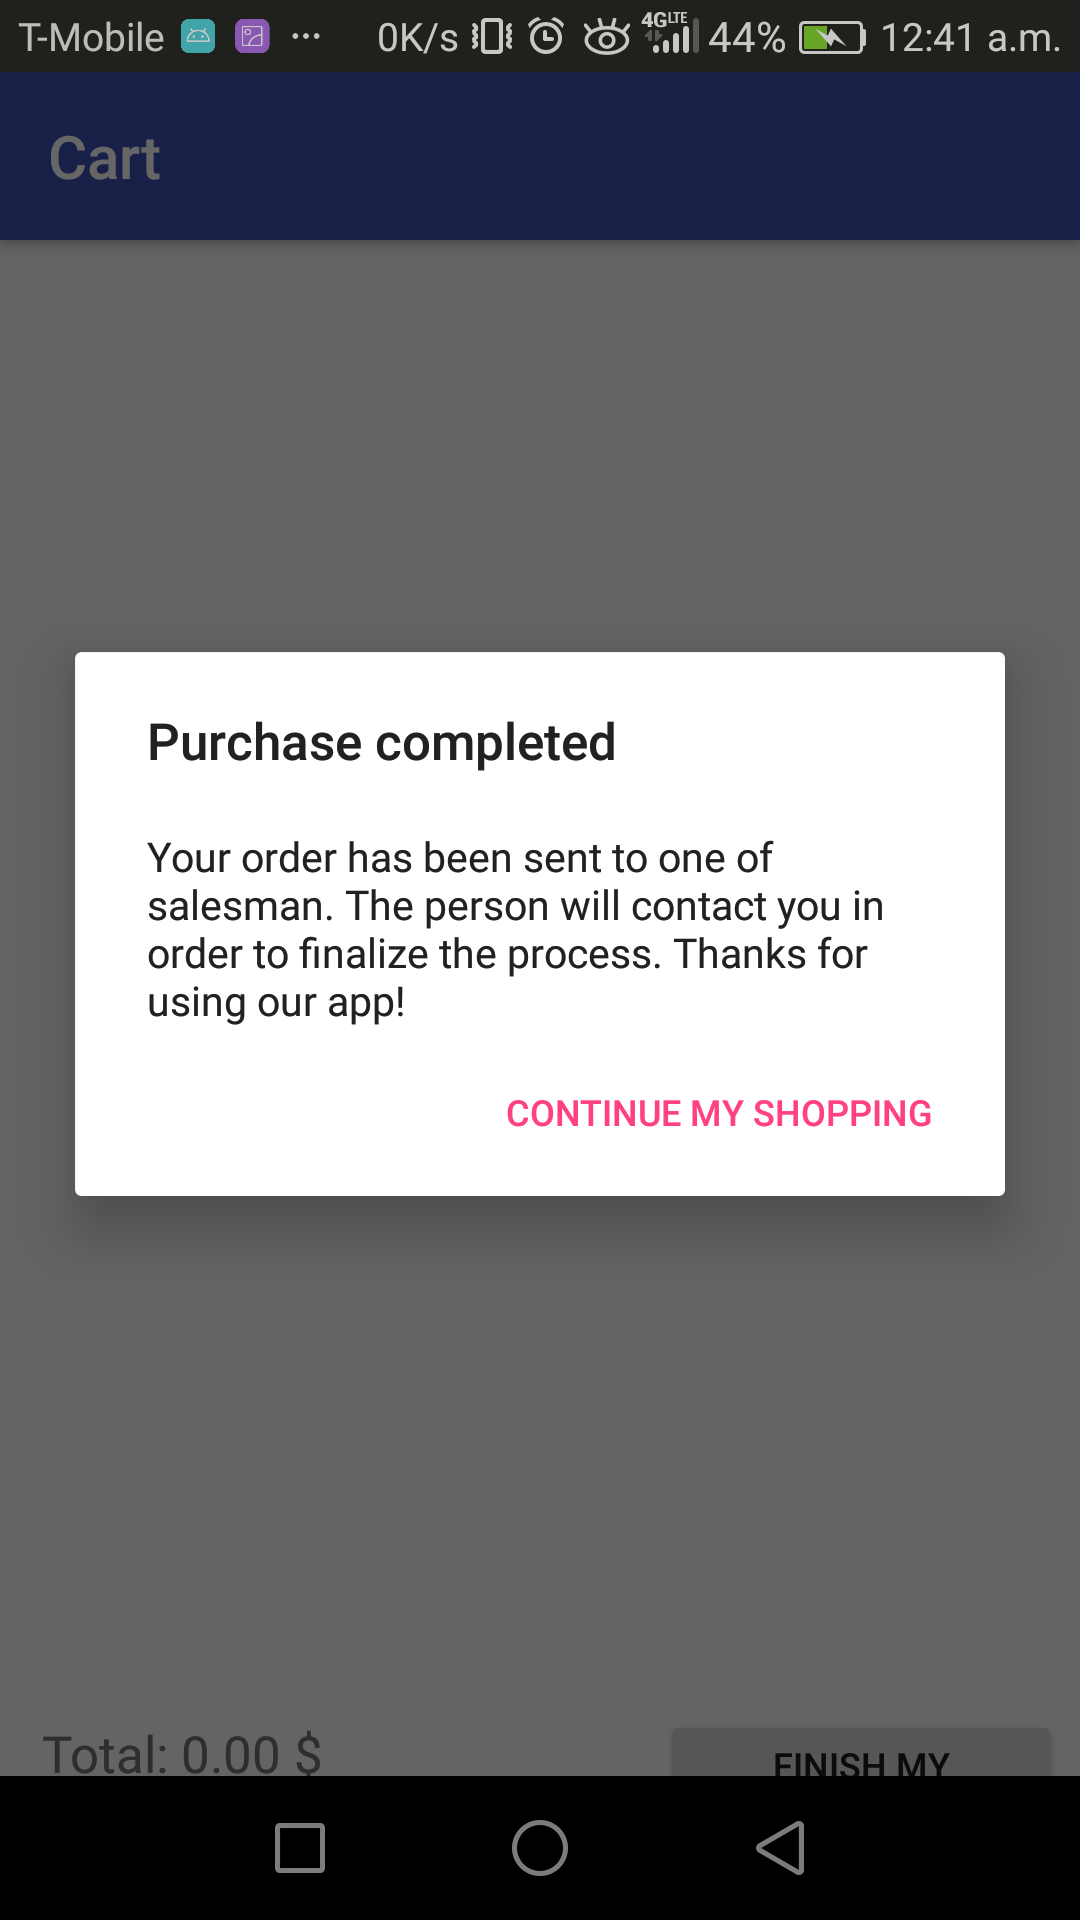 T-Mobile ... 0K/s 4GLTE 44% 12:41 a.m.
Cart
Purchase completed
Your order has been sent to one of
salesman. The person will contact you in
order to finalize the process. Thanks for
using our app!
CONTINUE MY SHOPPING
Total: 0.00 $
FINISH MY